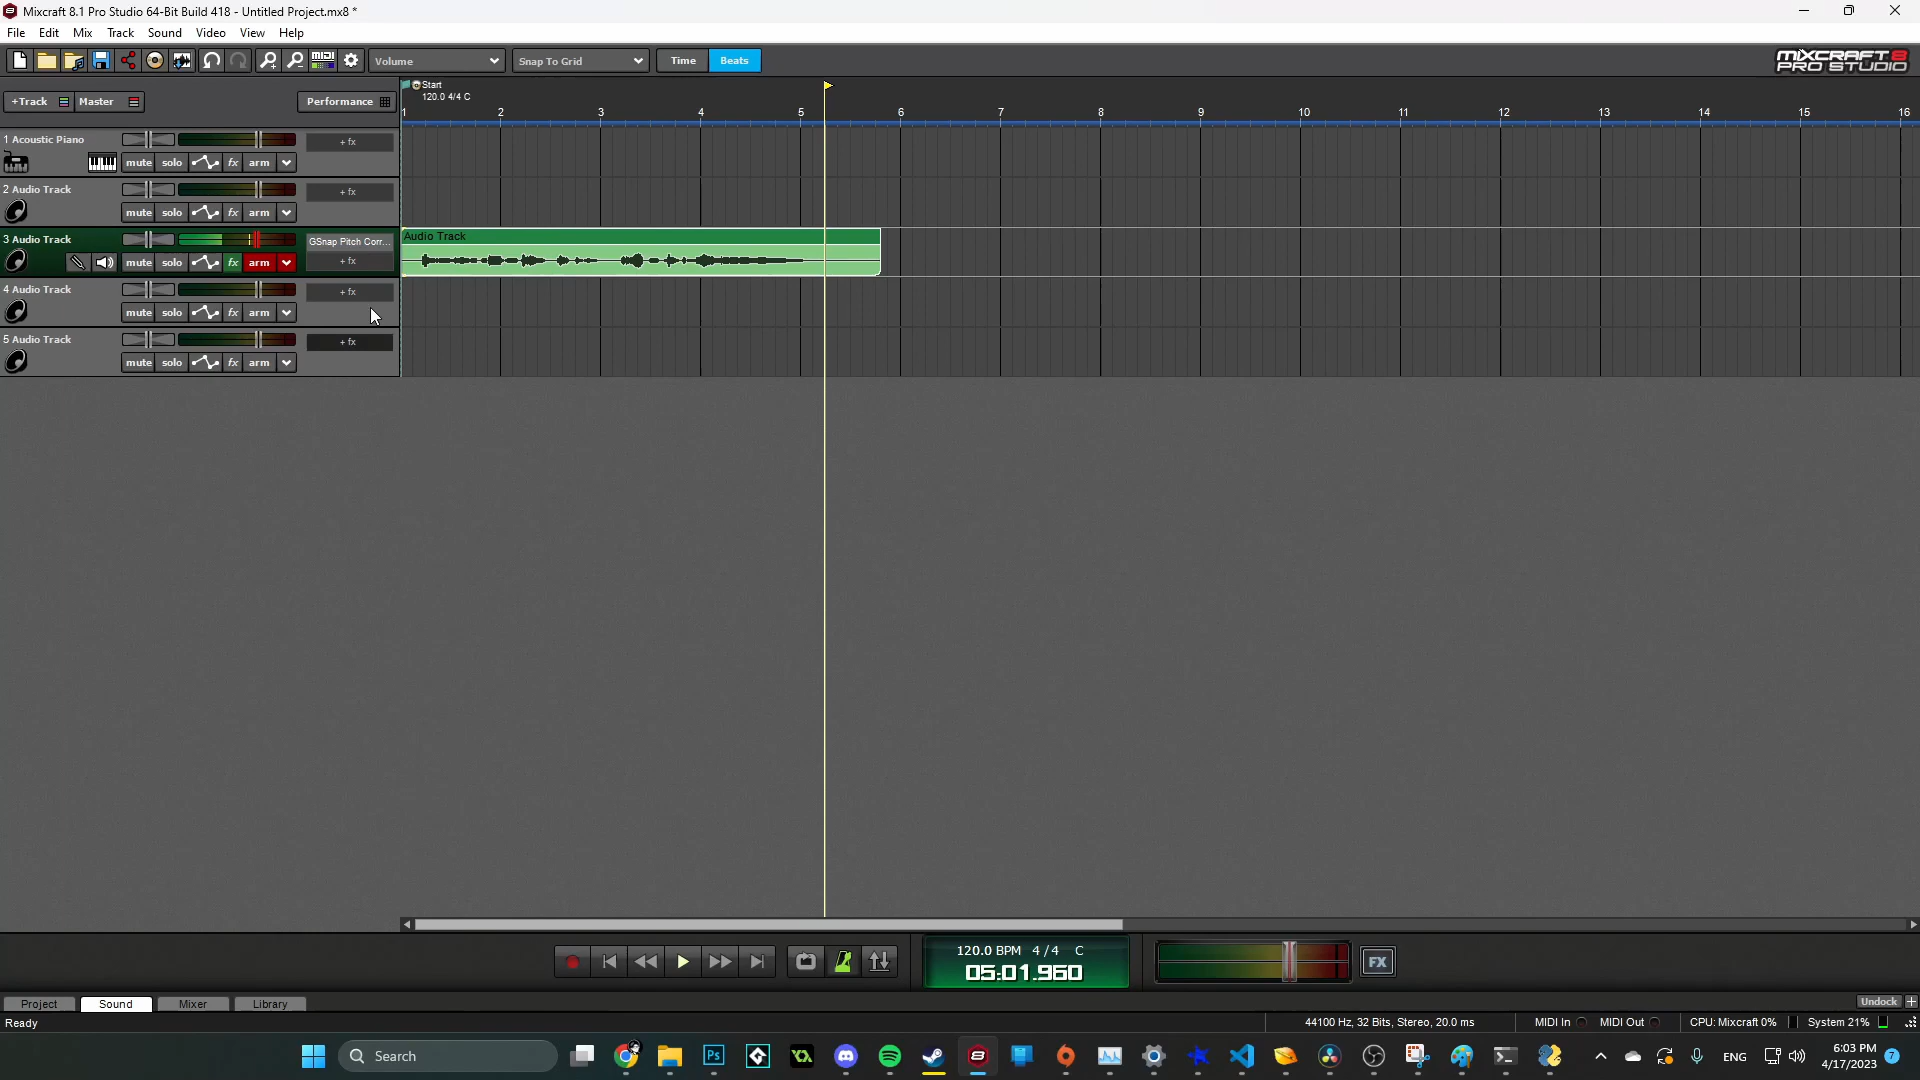 Mixcraft 8.1 Pro Studio 64-Bit Build 418 - Untitled Project.mx8 *
File Edit Mix Track Sound Video View Help
Volume Snap To Grid Time Beats MIXCRAFT 8 PRO STUDIO
+Track Master Performance
Start
120.0 4/4 C
1 2 3 4 5 6 7 8 9 10 11 12 13 14 15 16
1 Acoustic Piano + fx
mute solo fx arm
2 Audio Track + fx
mute solo fx arm
3 Audio Track GSnap Pitch Corr... Audio Track
mute solo fx arm + fx
4 Audio Track + fx
mute solo fx arm
5 Audio Track + fx
mute solo fx arm
120.0 BPM 4/4 C
05:01.960
FX
Project Sound Mixer Library Undock +
Ready 44100 Hz, 32 Bits, Stereo, 20.0 ms MIDI In MIDI Out CPU: Mixcraft 0% System 21%
Search Ps ENG 6:03 PM
4/17/2023 7